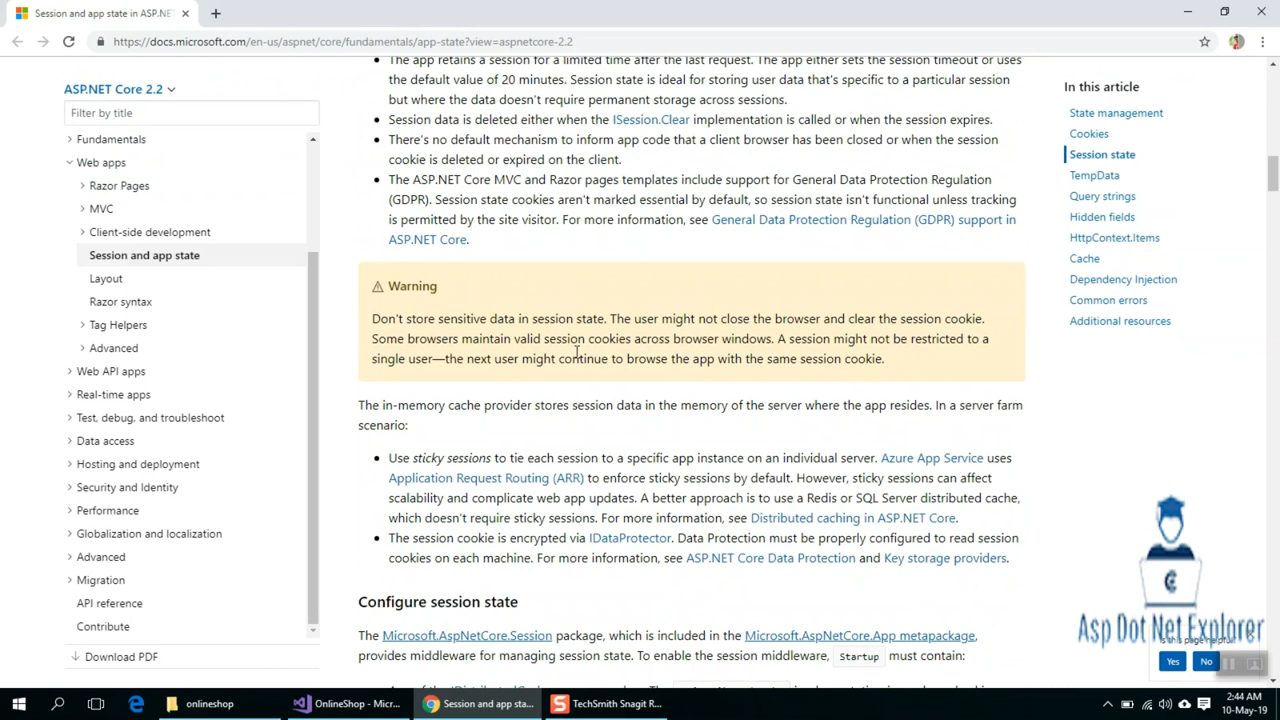 Session and app state in ASP.NET
https://docs.microsoft.com/en-us/aspnet/core/fundamentals/app-state?view=aspnetcore-2.2
ASP.NET Core 2.2
Filter by title
Fundamentals
Web apps
Razor Pages
MVC
Client-side development
Session and app state
Layout
Razor syntax
Tag Helpers
Advanced
Web API apps
Real-time apps
Test, debug, and troubleshoot
Data access
Hosting and deployment
Security and Identity
Performance
Globalization and localization
Advanced
Migration
API reference
Contribute
Download PDF
The app retains a session for a limited time after the last request. The app either sets the session timeout or uses
the default value of 20 minutes. Session state is ideal for storing user data that's specific to a particular session
but where the data doesn't require permanent storage across sessions.
Session data is deleted either when the ISession.Clear implementation is called or when the session expires.
There's no default mechanism to inform app code that a client browser has been closed or when the session
cookie is deleted or expired on the client.
The ASP.NET Core MVC and Razor pages templates include support for General Data Protection Regulation
(GDPR). Session state cookies aren't marked essential by default, so session state isn't functional unless tracking
is permitted by the site visitor. For more information, see General Data Protection Regulation (GDPR) support in
ASP.NET Core.
Warning
Don't store sensitive data in session state. The user might not close the browser and clear the session cookie.
Some browsers maintain valid session cookies across browser windows. A session might not be restricted to a
single user—the next user might continue to browse the app with the same session cookie.
The in-memory cache provider stores session data in the memory of the server where the app resides. In a server farm
scenario:
Use sticky sessions to tie each session to a specific app instance on an individual server. Azure App Service uses
Application Request Routing (ARR) to enforce sticky sessions by default. However, sticky sessions can affect
scalability and complicate web app updates. A better approach is to use a Redis or SQL Server distributed cache,
which doesn't require sticky sessions. For more information, see Distributed caching in ASP.NET Core.
The session cookie is encrypted via IDataProtector. Data Protection must be properly configured to read session
cookies on each machine. For more information, see ASP.NET Core Data Protection and Key storage providers.
Configure session state
The Microsoft.AspNetCore.Session package, which is included in the Microsoft.AspNetCore.App metapackage,
provides middleware for managing session state. To enable the session middleware, Startup must contain:
In this article
State management
Cookies
Session state
TempData
Query strings
Hidden fields
HttpContext.Items
Cache
Dependency Injection
Common errors
Additional resources
Asp Dot Net Explorer
Is this page helpful?
Yes
No
onlineshop
OnlineShop - Micr...
Session and app sta...
TechSmith Snagit R...
2:44 AM
10-May-19